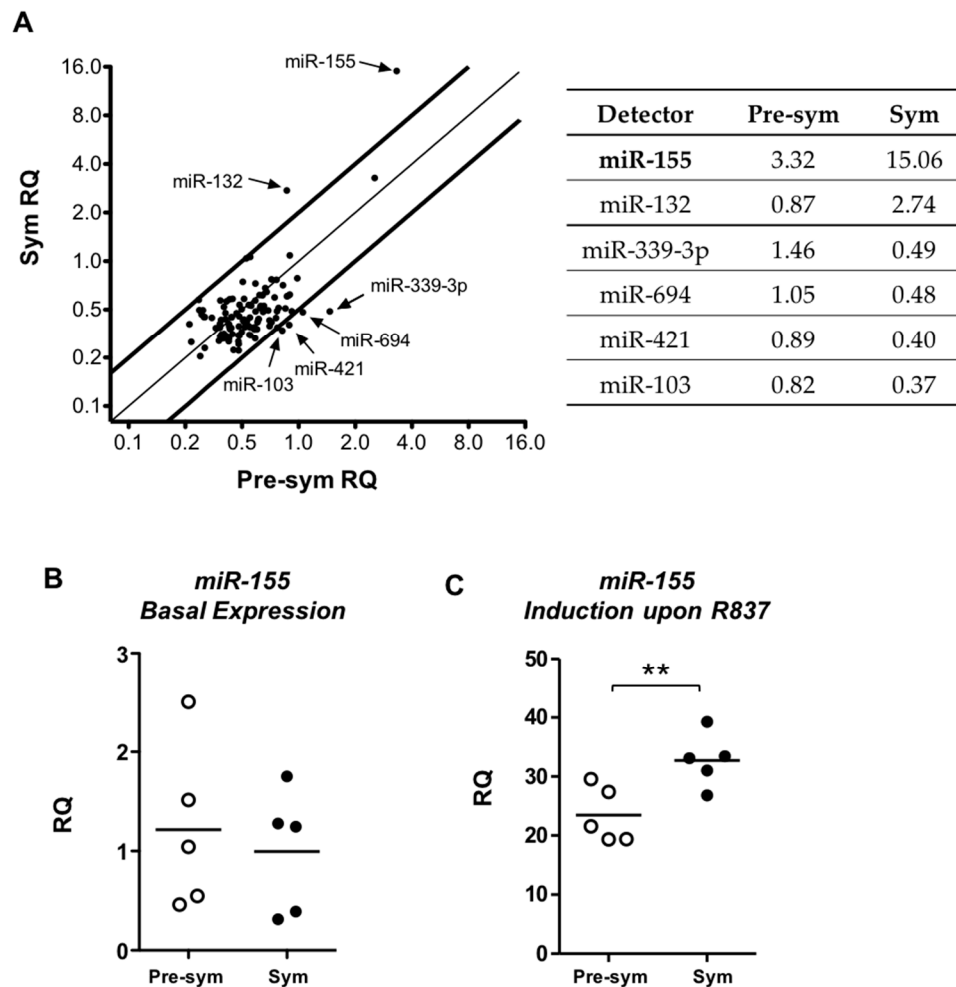 A
Sym RQ
16.0
8.0
4.0
2.0
1.0
0.5
0.2
0.1
miR-155
miR-132
miR-339-3p
miR-694
miR-421
miR-103
0.1 0.2 0.5 1.0 2.0 4.0 8.0 16.0
Pre-sym RQ
Detector Pre-sym Sym
miR-155 3.32 15.06
miR-132 0.87 2.74
miR-339-3p 1.46 0.49
miR-694 1.05 0.48
miR-421 0.89 0.40
miR-103 0.82 0.37
B
miR-155
Basal Expression
RQ
3
2
1
0
Pre-sym Sym
C
miR-155
Induction upon R837
**
RQ
50
40
30
20
10
0
Pre-sym Sym